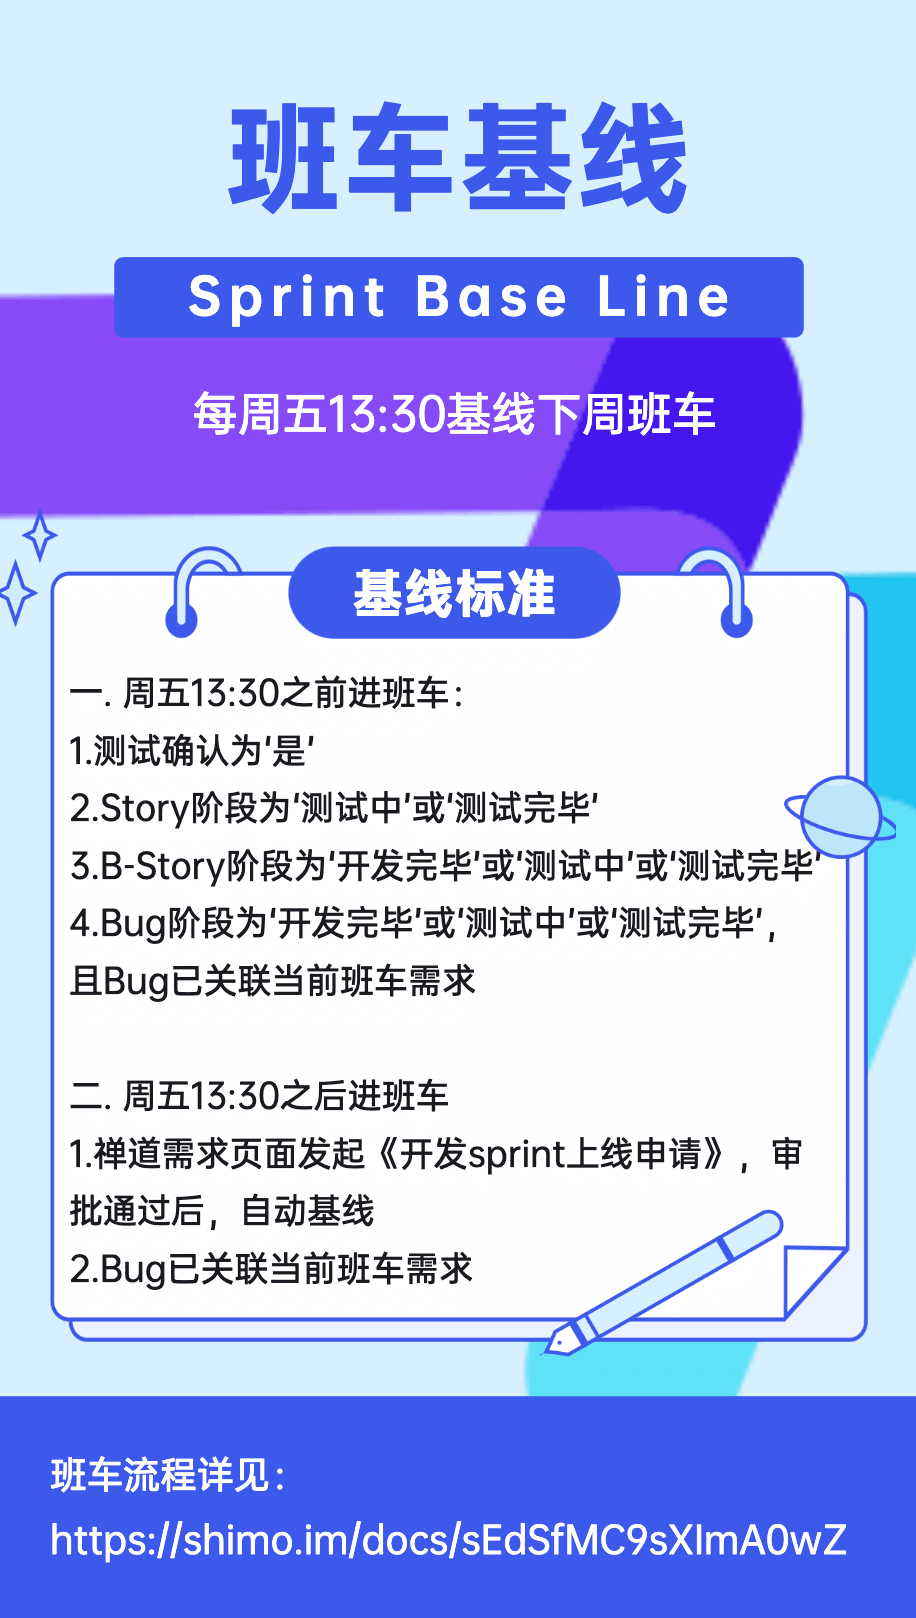 班车基线
Sprint Base Line
每周五13:30基线下周班车
基线标准
一. 周五13:30之前进班车：
1.测试确认为‘是’
2.Story阶段为‘测试中’或‘测试完毕’
3.B-Story阶段为‘开发完毕’或‘测试中’或‘测试完毕’
4.Bug阶段为‘开发完毕’或‘测试中’或‘测试完毕’，
且Bug已关联当前班车需求
二. 周五13:30之后进班车
1.禅道需求页面发起《开发sprint上线申请》，审
批通过后，自动基线
2.Bug已关联当前班车需求
班车流程详见：
https://shimo.im/docs/sEdSfMC9sXImA0wZ